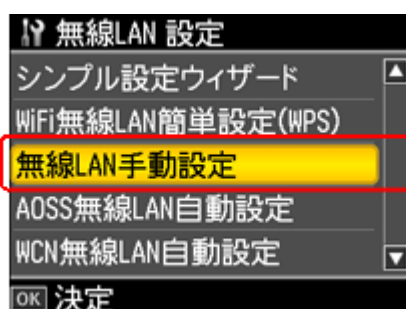 無線LAN 設定
シンプル設定ウィザード
WiFi無線LAN簡単設定(WPS)
無線LAN手動設定
AOSS無線LAN自動設定
WCN無線LAN自動設定
OK 決定